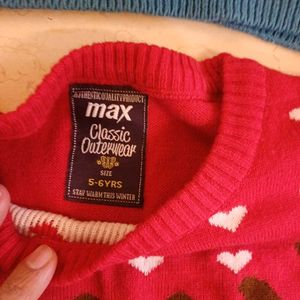 AUTHENTIC QUALITY PRODUCT
max
Classic
Outerwear
SIZE
5-6YRS
STAY WARM THIS WINTER